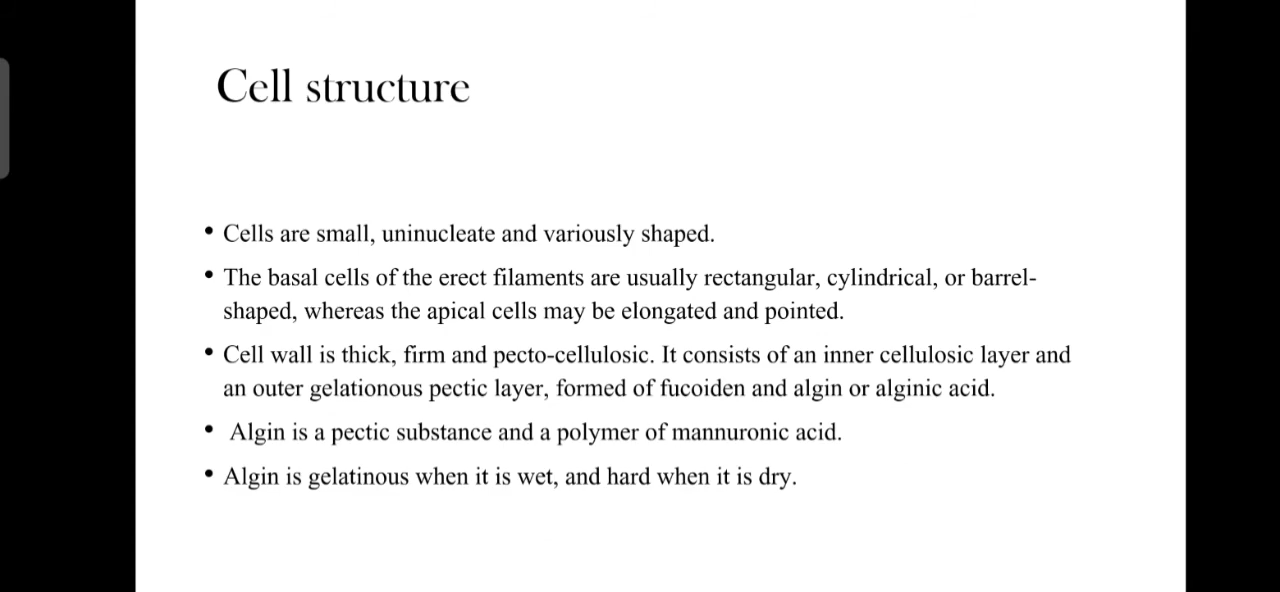 Cell structure
• Cells are small, uninucleate and variously shaped.
• The basal cells of the erect filaments are usually rectangular, cylindrical, or barrel-
shaped, whereas the apical cells may be elongated and pointed.
• Cell wall is thick, firm and pecto-cellulosic. It consists of an inner cellulosic layer and
an outer gelationous pectic layer, formed of fucoiden and algin or alginic acid.
• Algin is a pectic substance and a polymer of mannuronic acid.
• Algin is gelatinous when it is wet, and hard when it is dry.